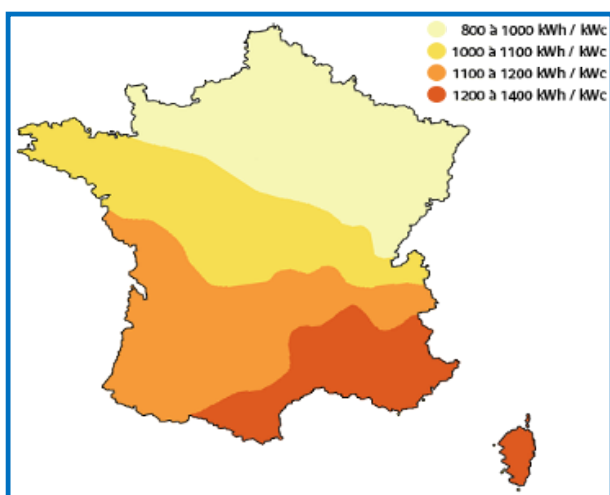 800 à 1000 kWh / kWc
1000 à 1100 kWh / kWc
1100 à 1200 kWh / kWc
1200 à 1400 kWh / kWc